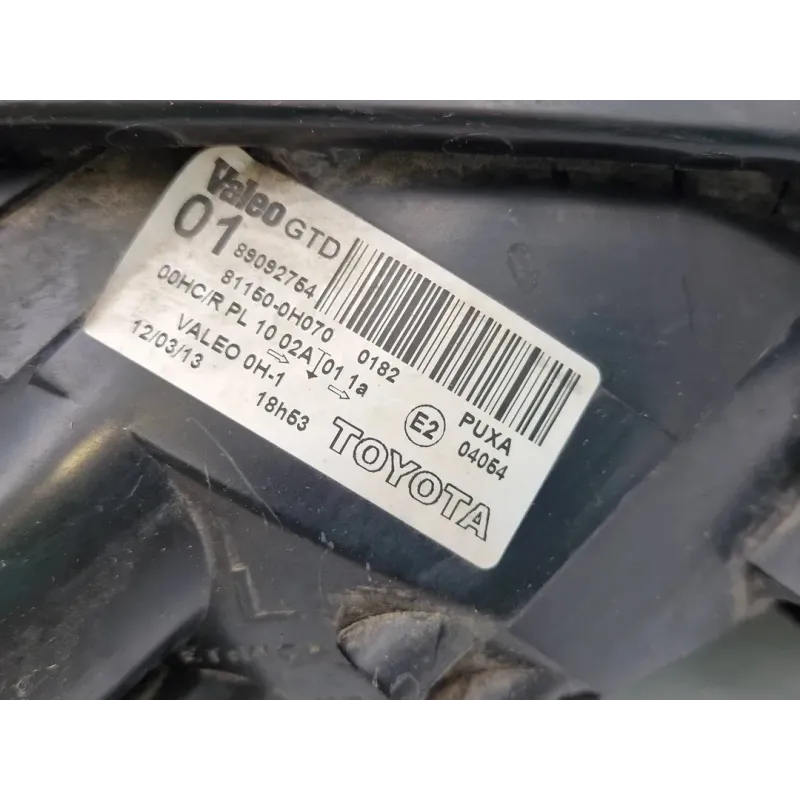 Valeo GTD
01 89092754
81150-0H070 0182
00HC/R PL 10 02A 01 1a
VALEO 0H-1
12/03/13 18h53
E2
PUXA
04054
TOYOTA